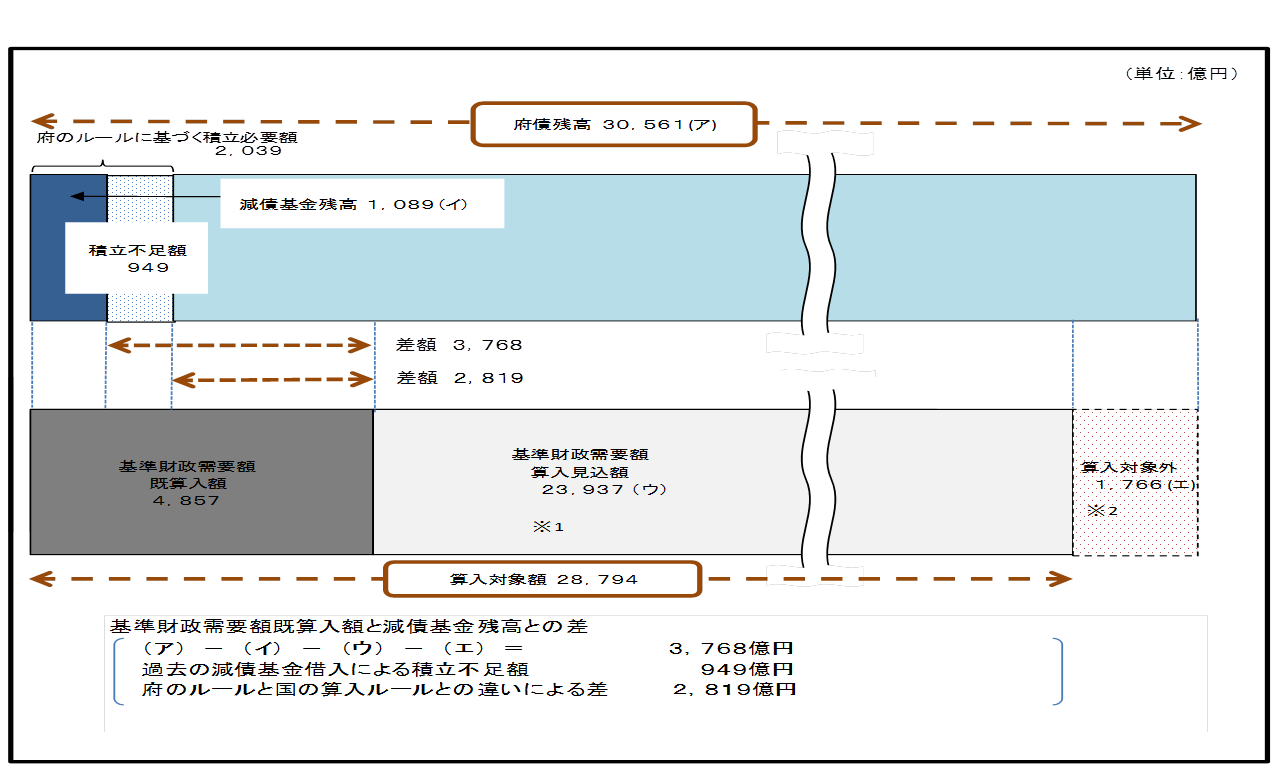 （単位：億円）
府債残高 30，561(ア)
府のルールに基づく積立必要額
2，039
減債基金残高 1，089（イ）
積立不足額
949
差額 3，768
差額 2，819
基準財政需要額
既算入額
4，857
基準財政需要額
算入見込額
23，937（ウ）
※1
算入対象外
1，766(エ)
※2
算入対象額 28，794
基準財政需要額既算入額と減債基金残高との差
（ア） － （イ） － （ウ） － （エ） ＝ 3，768億円
過去の減債基金借入による積立不足額 949億円
府のルールと国の算入ルールとの違いによる差 2，819億円